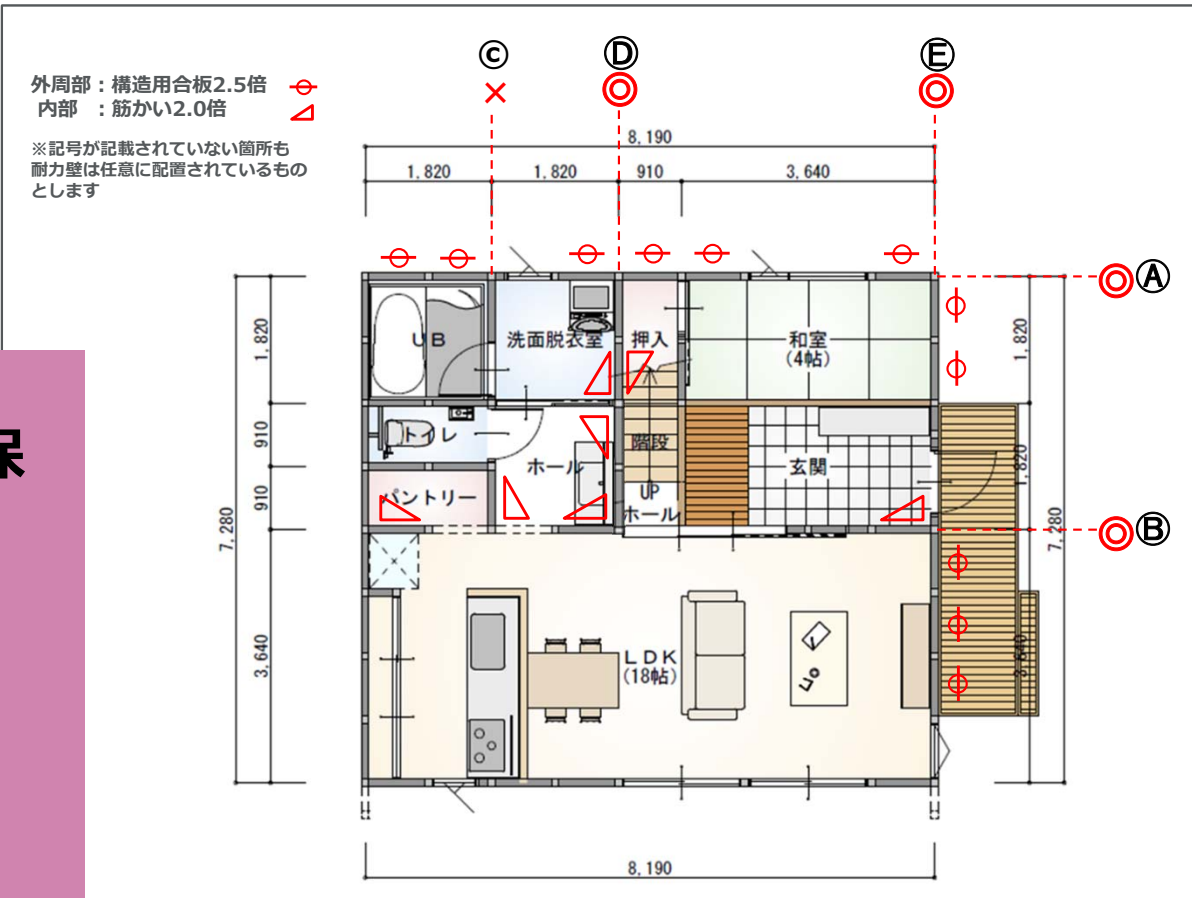 Ⓒ Ⓓ Ⓔ
外周部：構造用合板2.5倍
内部 ：筋かい2.0倍
※記号が記載されていない箇所も
耐力壁は任意に配置されているもの
とします
8,190
1,820 1,820 910 3,640
Ⓐ
1,820
UB
洗面脱衣室
押入
和室
(4帖)
1,820
保
910
トイレ
ホール
階段
玄関
1,820
910
パントリー
UP
ホール
Ⓑ
7,280
7,280
3,640
LDK
(18帖)
3,640
8,190